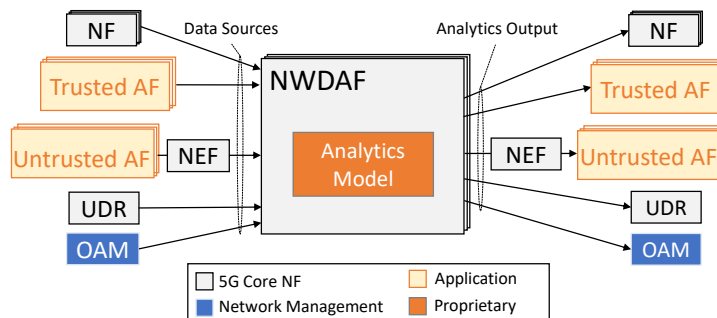 Data Sources
Analytics Output
NF
NF
Trusted AF
NWDAF
Trusted AF
Untrusted AF
NEF
Analytics
Model
NEF
Untrusted AF
UDR
UDR
OAM
OAM
5G Core NF
Application
Network Management
Proprietary